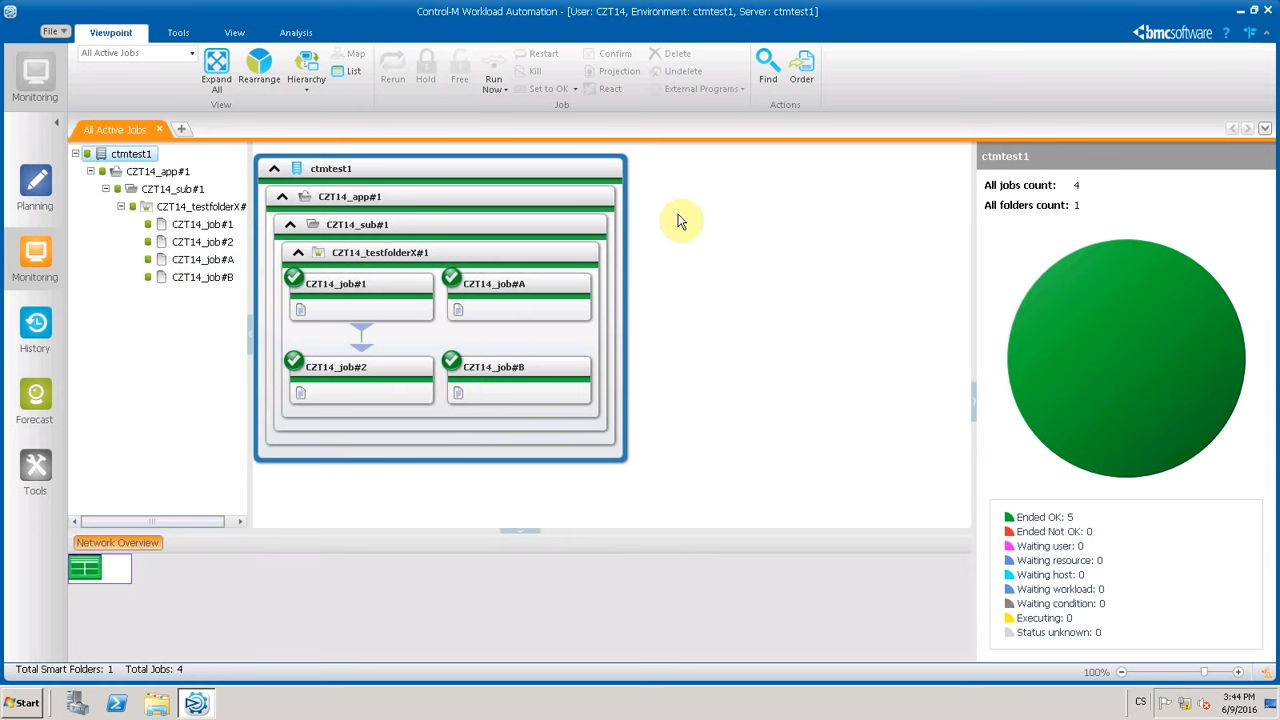 Control-M Workload Automation - [User: CZT14, Environment: ctmtest1, Server: ctmtest1]
File
Viewpoint
Tools
View
Analysis
bmcsoftware
All Active Jobs
Expand All
Rearrange
Hierarchy
Map
List
View
Rerun
Hold
Free
Run Now
Restart
Kill
Set to OK
Confirm
Projection
React
Delete
Undelete
External Programs
Job
Find
Order
Actions
Monitoring
Planning
Monitoring
History
Forecast
Tools
All Active Jobs
ctmtest1
CZT14_app#1
CZT14_sub#1
CZT14_testfolderX#
CZT14_job#1
CZT14_job#2
CZT14_job#A
CZT14_job#B
ctmtest1
CZT14_app#1
CZT14_sub#1
CZT14_testfolderX#1
CZT14_job#1
CZT14_job#A
CZT14_job#2
CZT14_job#B
ctmtest1
All jobs count: 4
All folders count: 1
Ended OK: 5
Ended Not OK: 0
Waiting user: 0
Waiting resource: 0
Waiting host: 0
Waiting workload: 0
Waiting condition: 0
Executing: 0
Status unknown: 0
Network Overview
Total Smart Folders: 1 Total Jobs: 4
100%
Start
CS
3:44 PM
6/9/2016